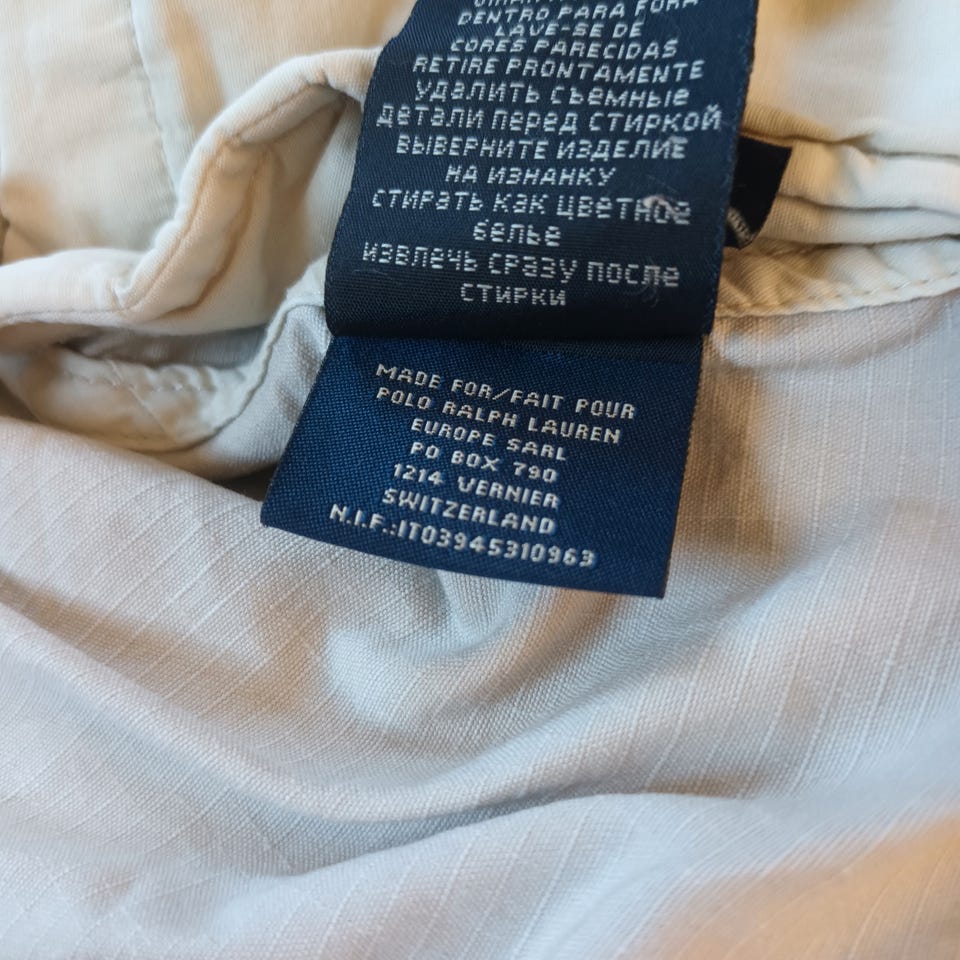 DENTRO PARA FORA
LAVE-SE DE
CORES PARECIDAS
RETIRE PRONTAMENTE
УДАЛИТЬ СЪЕМНЫЕ
ДЕТАЛИ ПЕРЕД СТИРКОЙ
ВЫВЕРНИТЕ ИЗДЕЛИЕ
НА ИЗНАНКУ
СТИРАТЬ КАК ЦВЕТНОЕ
БЕЛЬЕ
ИЗВЛЕЧЬ СРАЗУ ПОСЛЕ
СТИРКИ
MADE FOR/FAIT POUR
POLO RALPH LAUREN
EUROPE SARL
PO BOX 790
1214 VERNIER
SWITZERLAND
N.I.F.:IT03945310963